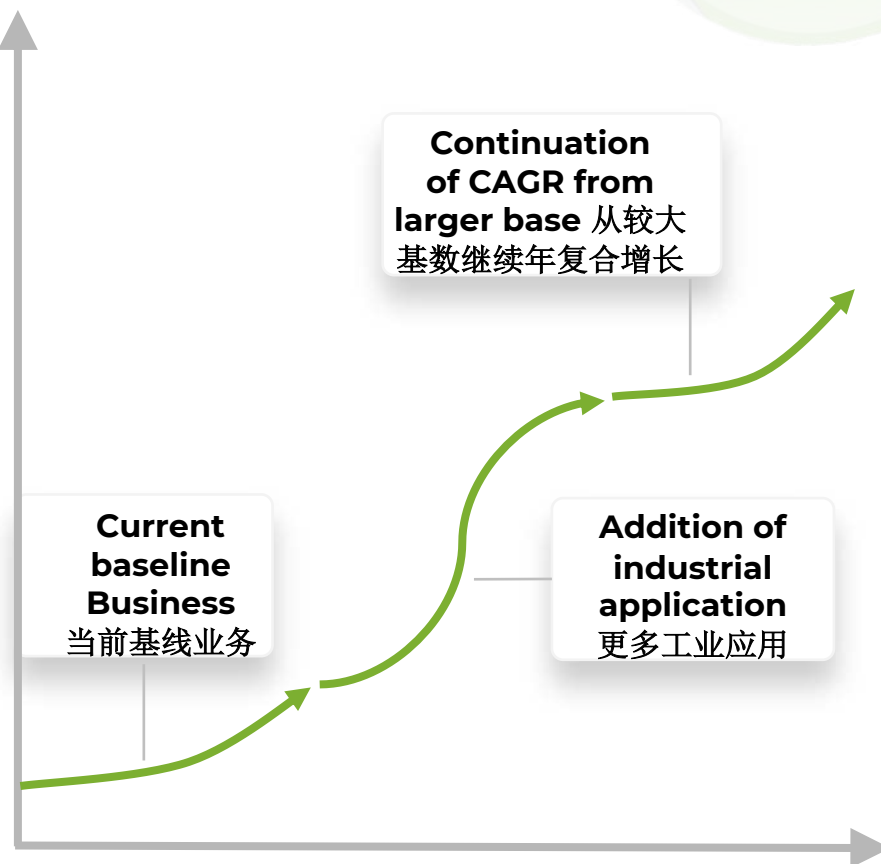 Continuation
of CAGR from
larger base 从较大
基数继续年复合增长
Current
baseline
Business
当前基线业务
Addition of
industrial
application
更多工业应用